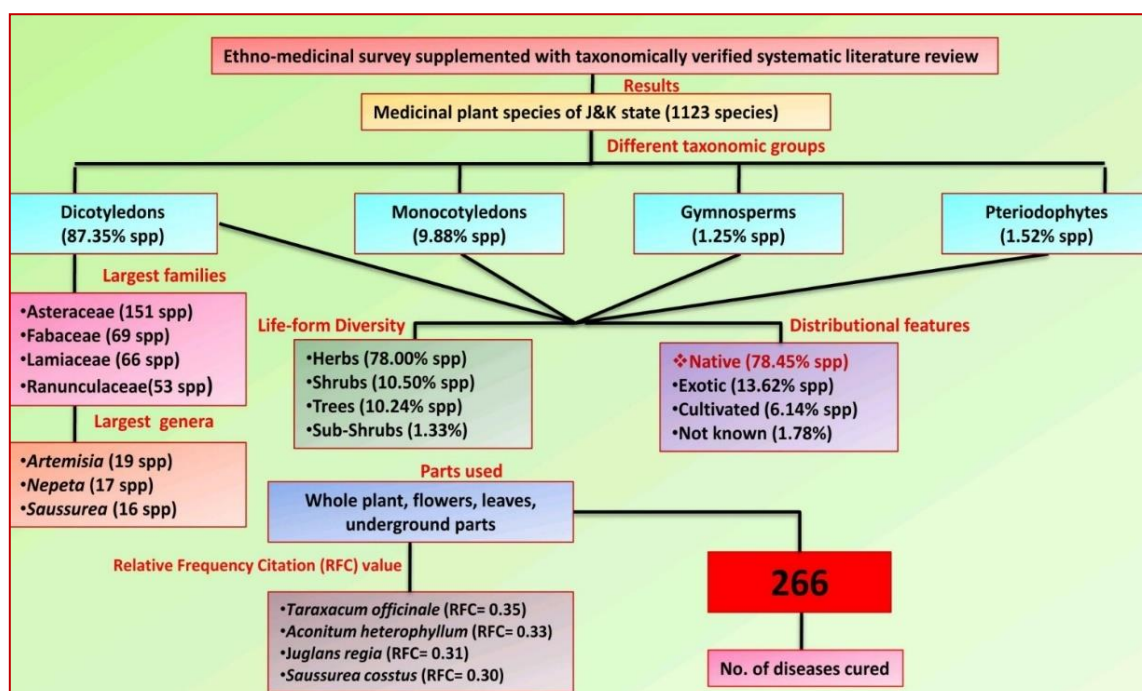 Ethno-medicinal survey supplemented with taxonomically verified systematic literature review
Results
Medicinal plant species of J&K state (1123 species)
Different taxonomic groups
Dicotyledons
(87.35% spp)
Monocotyledons
(9.88% spp)
Gymnosperms
(1.25% spp)
Pteriodophytes
(1.52% spp)
Largest families
•Asteraceae (151 spp)
•Fabaceae (69 spp)
•Lamiaceae (66 spp)
•Ranunculaceae(53 spp)
Largest genera
•Artemisia (19 spp)
•Nepeta (17 spp)
•Saussurea (16 spp)
Life-form Diversity
•Herbs (78.00% spp)
•Shrubs (10.50% spp)
•Trees (10.24% spp)
•Sub-Shrubs (1.33%)
Distributional features
❖Native (78.45% spp)
•Exotic (13.62% spp)
•Cultivated (6.14% spp)
•Not known (1.78%)
Parts used
Whole plant, flowers, leaves,
underground parts
Relative Frequency Citation (RFC) value
•Taraxacum officinale (RFC= 0.35)
•Aconitum heterophyllum (RFC= 0.33)
•Juglans regia (RFC= 0.31)
•Saussurea cosstus (RFC= 0.30)
266
No. of diseases cured